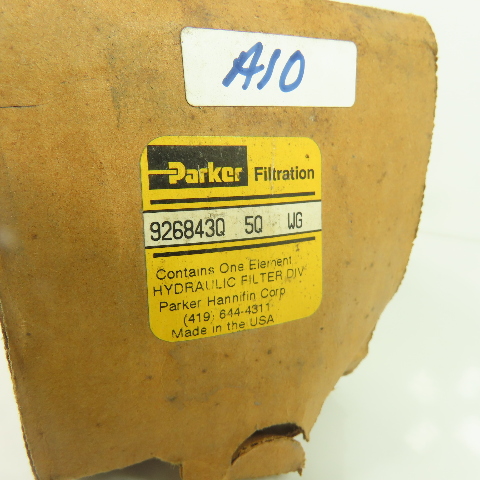 A10
Parker Filtration
926843Q 5Q WG
Contains One Element
HYDRAULIC FILTER DIV
Parker Hannifin Corp
(419) 644-4311
Made in the USA